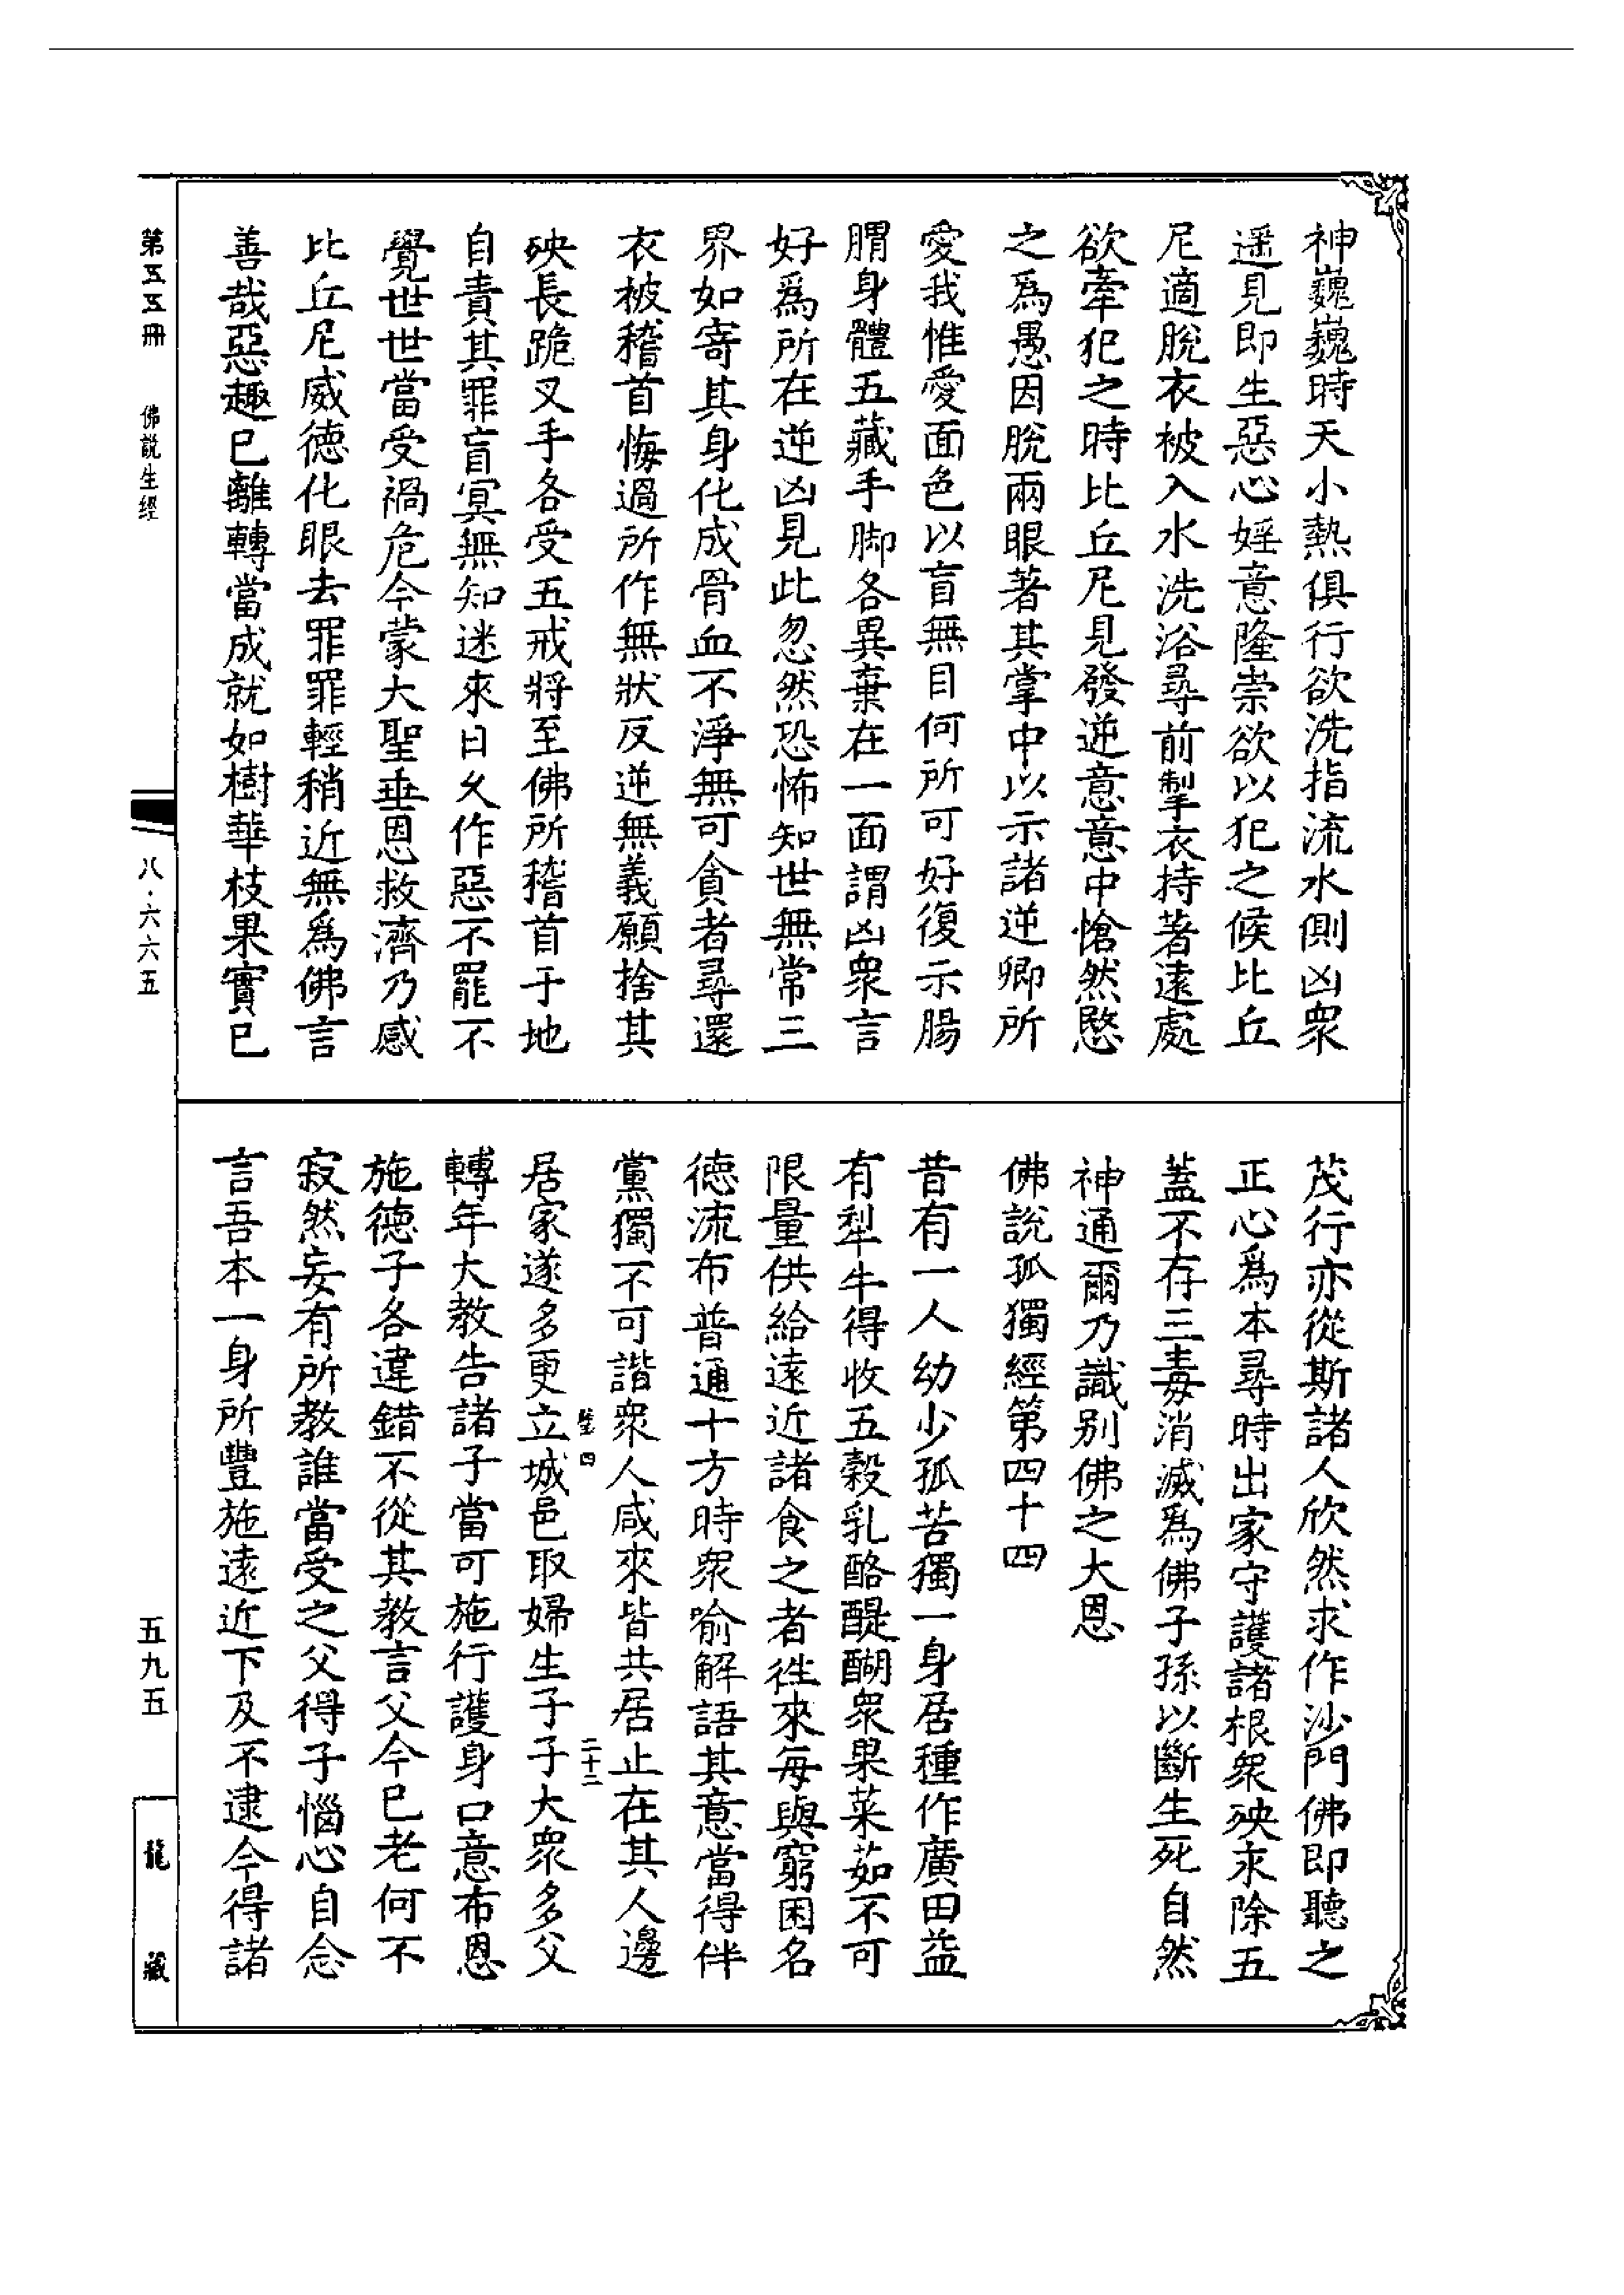 神巍巍時天小熱俱行欲洗指流水側凶衆
遥見即生惡心婬意隆崇欲以犯之候比丘
尼適脫衣被入水洗浴尋前掣衣持著遠處
欲牽犯之時比丘尼見發逆意意中愴然愍
之爲愚因脫兩眼著其掌中以示諸逆卿所
愛我惟愛面色以盲無目何所可好復示腸
胃身體五藏手脚各異棄在一面謂凶衆言
好爲所在逆凶見此忽然恐怖知世無常三
界如寄其身化成骨血不淨無可貪者尋還
衣被稽首悔過所作無狀反逆無義願捨其
殃長跪叉手各受五戒將至佛所稽首于地
自責其罪盲冥無知迷來日久作惡不罷不
覺世世當受禍危今蒙大聖垂恩救濟乃感
比丘尼威德化眼去罪罪輕稍近無爲佛言
善哉惡趣已離轉當成就如樹華枝果實已
茂行亦從斯諸人欣然求作沙門佛即聽之
正心爲本尋時出家守護諸根衆殃永除五
蓋不存三毒消滅爲佛子孫以斷生死自然
神通爾乃識别佛之大恩
佛說孤獨經第四十四
昔有一人幼少孤苦獨一身居種作廣田益
有犁牛得收五穀乳酪醍醐衆果菜茹不可
限量供給遠近諸食之者徃來每與窮困名
德流布普通十方時衆喻解語其意當得伴
黨獨不可諧衆人咸來皆共居止在其人邊
四
二十二
居家遂多更立城邑取婦生子子大衆多父
轉年大教告諸子當可施行護身口意布恩
施德子各違錯不從其教言父今已老何不
寂然妄有所教誰當受之父得子惱心自念
言吾本一身所豐施遠近下及不逮今得諸
第五五冊
佛説生經
八·六六五
五九五
龍藏